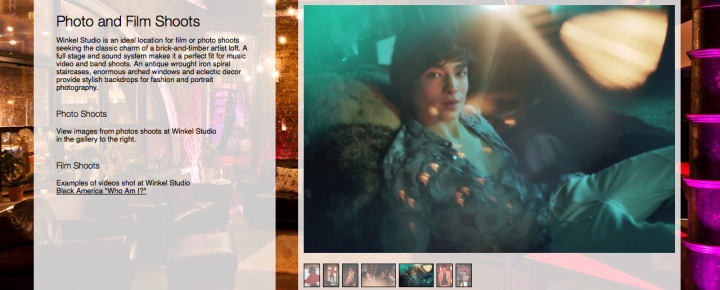 Photo and Film Shoots
Winkel Studio is an ideal location for film or photo shoots
seeking the classic charm of a brick-and-timber artist loft. A
full stage and sound system makes it a perfect fit for music
video and band shoots. An antique wrought iron spiral
staircases, enormous arched windows and eclectic decor
provide stylish backdrops for fashion and portrait
photography.
Photo Shoots
View images from photos shoots at Winkel Studio
in the gallery to the right.
Film Shoots
Examples of videos shot at Winkel Studio
Black America "Who Am I?"